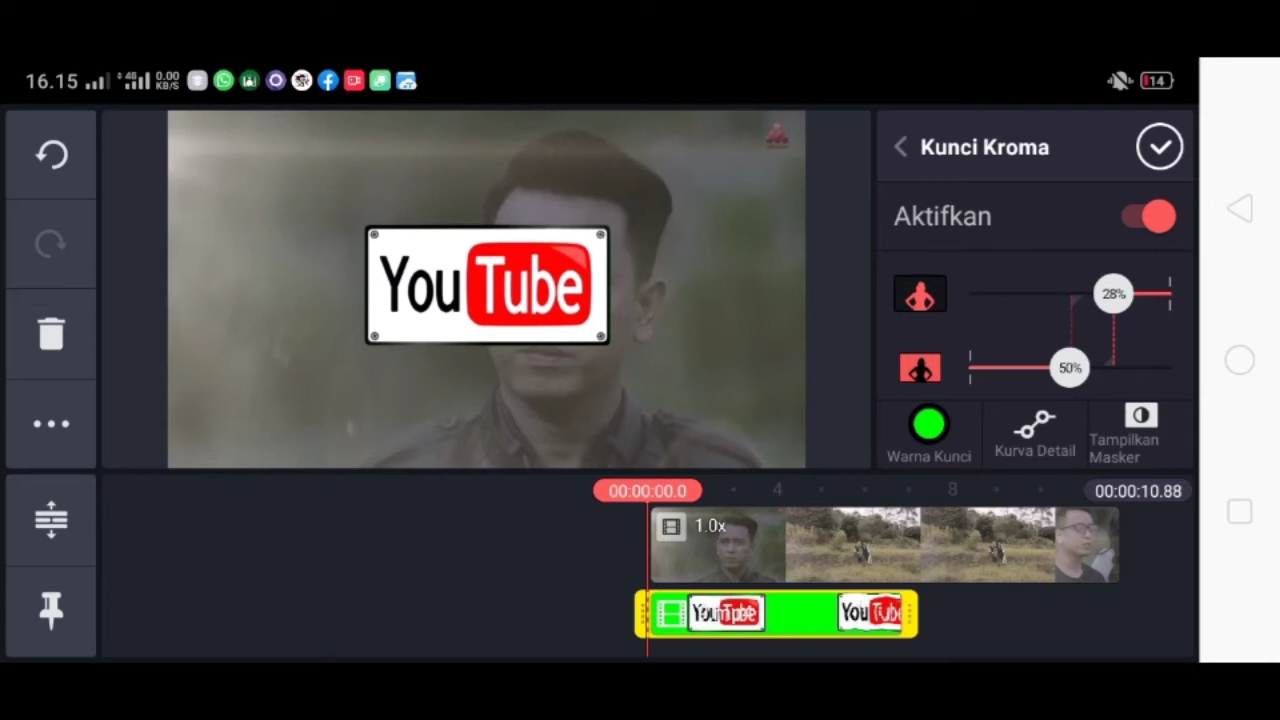 16.15
4G
0.00
KB/S
14
Kunci Kroma
Aktifkan
YouTube
28%
50%
Warna Kunci
Kurva Detail
Tampilkan
Masker
00:00:00.0
4
8
00:00:10.88
1.0x
YouTube
YouTube